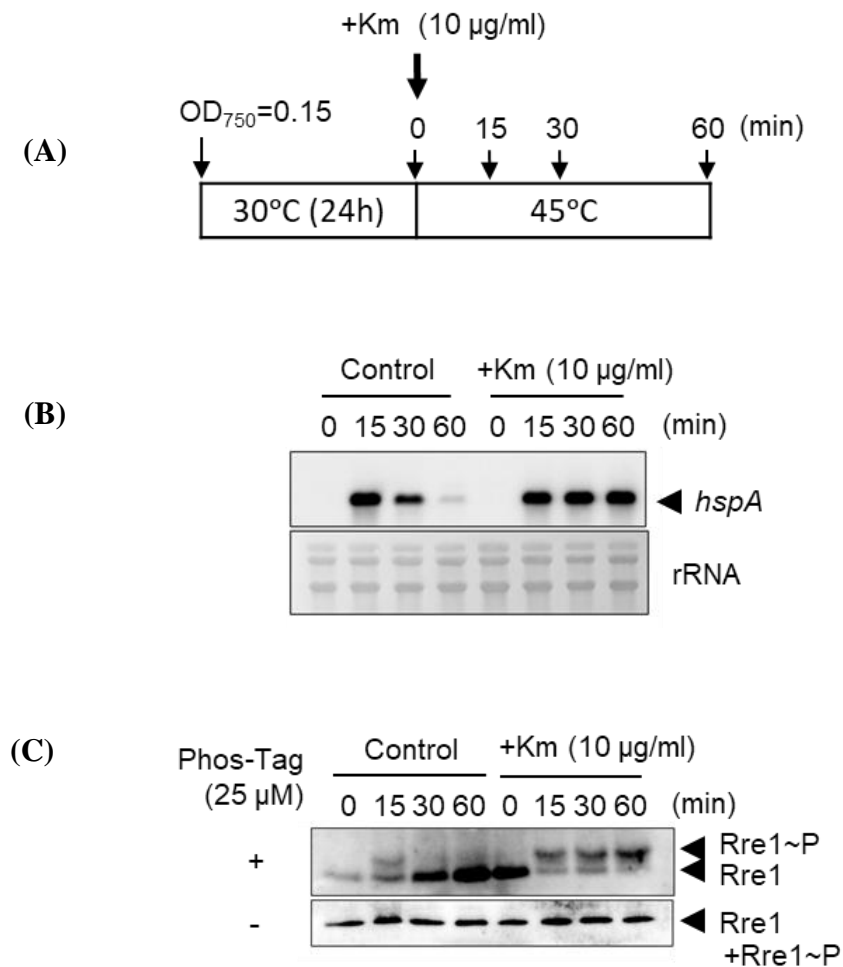 +Km (10 µg/ml)
OD750=0.15
0 15 30 60 (min)
(A)
30°C (24h) 45°C
Control +Km (10 µg/ml)
(B)
0 15 30 60 0 15 30 60 (min)
hspA
rRNA
(C)
Phos-Tag
(25 µM)
Control +Km (10 µg/ml)
0 15 30 60 0 15 30 60 (min)
+ Rre1~P
Rre1
- Rre1
+Rre1~P